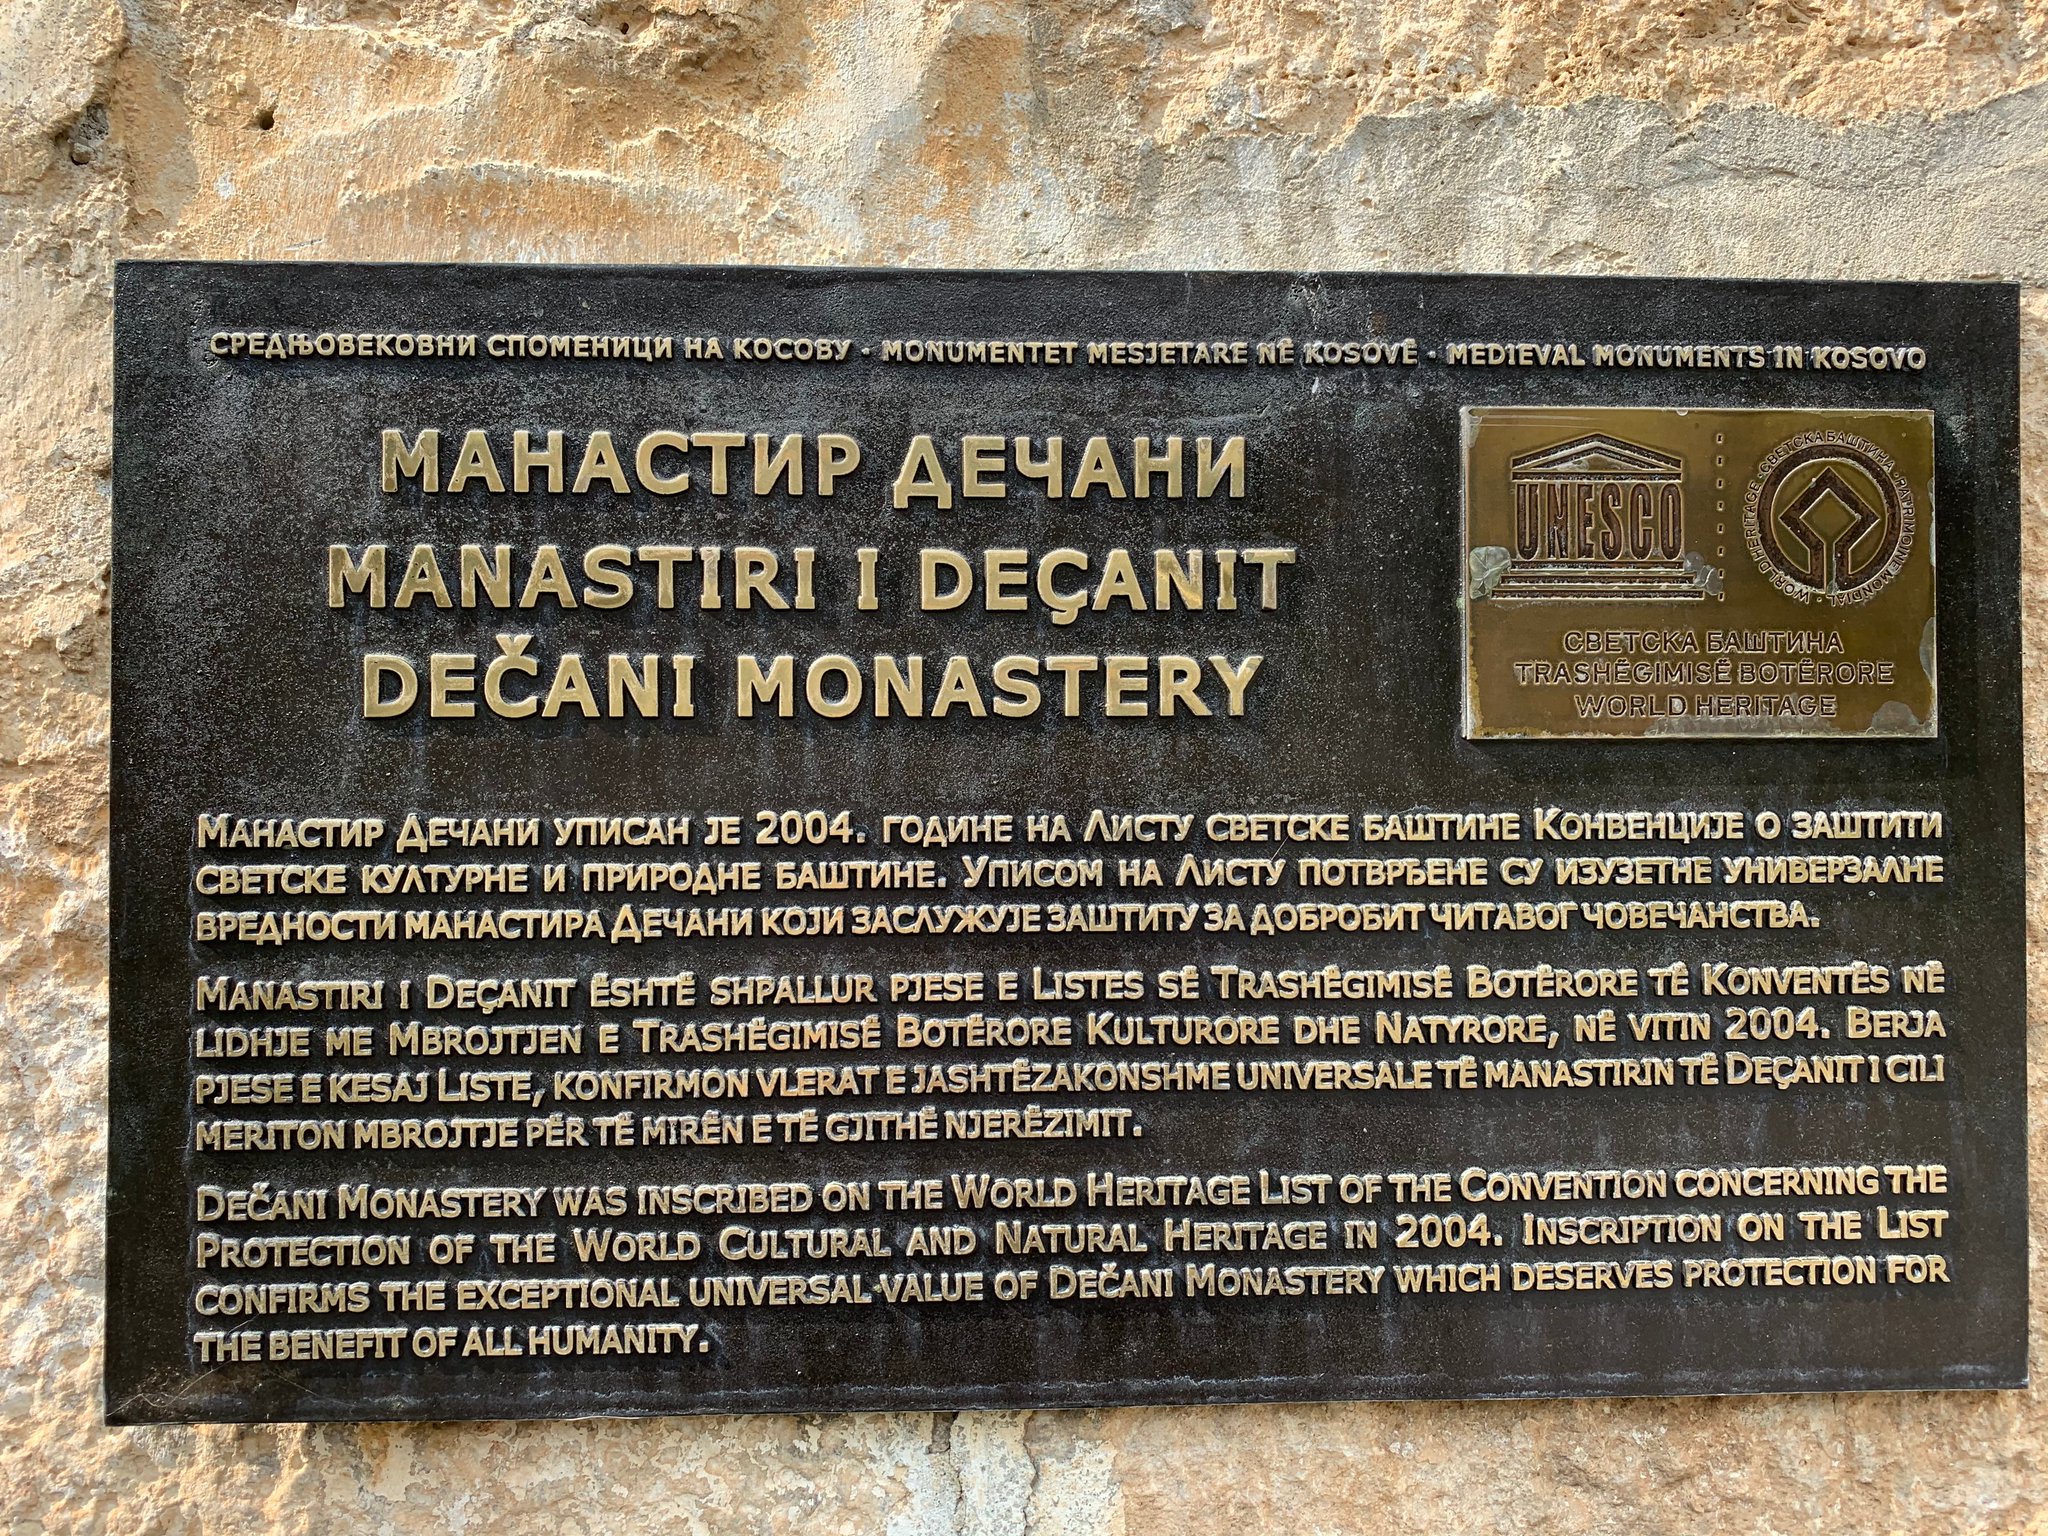 СРЕДЊОВЕКОВНИ СПОМЕНИЦИ НА КОСОВУ · MONUMENTET MESJETARE NË KOSOVË · MEDIEVAL MONUMENTS IN KOSOVO
МАНАСТИР ДЕЧАНИ
MANASTIRI I DEÇANIT
DEČANI MONASTERY
UNESCO
WORLD HERITAGE · СВЕТСКА БАШТИНА · PATRIMOINE MONDIAL ·
СВЕТСКА БАШТИНА
TRASHËGIMISË BOTËRORE
WORLD HERITAGE
МАНАСТИР ДЕЧАНИ УПИСАН ЈЕ 2004. ГОДИНЕ НА ЛИСТУ СВЕТСКЕ БАШТИНЕ КОНВЕНЦИЈЕ О ЗАШТИТИ
СВЕТСКЕ КУЛТУРНЕ И ПРИРОДНЕ БАШТИНЕ. УПИСОМ НА ЛИСТУ ПОТВРЂЕНЕ СУ ИЗУЗЕТНЕ УНИВЕРЗАЛНЕ
ВРЕДНОСТИ МАНАСТИРА ДЕЧАНИ КОЈИ ЗАСЛУЖУЈЕ ЗАШТИТУ ЗА ДОБРОБИТ ЧИТАВОГ ЧОВЕЧАНСТВА.
MANASTIRI I DEÇANIT ËSHTË SHPALLUR PJESE E LISTES SË TRASHËGIMISË BOTËRORE TË KONVENTËS NË
LIDHJE ME MBROJTJEN E TRASHËGIMISË BOTËRORE KULTURORE DHE NATYRORE, NË VITIN 2004. BERJA
PJESE E KESAJ LISTE, KONFIRMON VLERAT E JASHTËZAKONSHME UNIVERSALE TË MANASTIRIN TË DEÇANIT I CILI
MERITON MBROJTJE PËR TË MIRËN E TË GJITHË NJERËZIMIT.
DEČANI MONASTERY WAS INSCRIBED ON THE WORLD HERITAGE LIST OF THE CONVENTION CONCERNING THE
PROTECTION OF THE WORLD CULTURAL AND NATURAL HERITAGE IN 2004. INSCRIPTION ON THE LIST
CONFIRMS THE EXCEPTIONAL UNIVERSAL VALUE OF DEČANI MONASTERY WHICH DESERVES PROTECTION FOR
THE BENEFIT OF ALL HUMANITY.